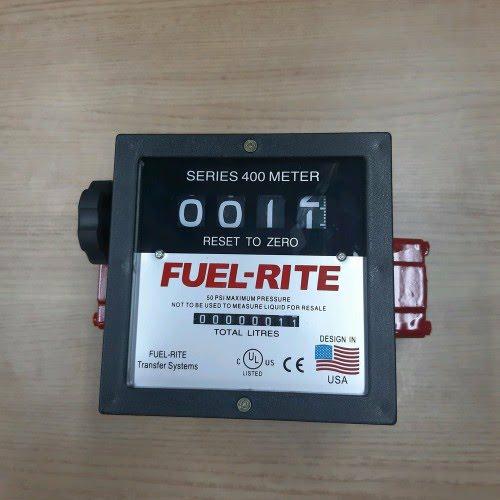 SERIES 400 METER
0011
RESET TO ZERO
FUEL-RITE
50 PSI MAXIMUM PRESSURE
NOT TO BE USED TO MEASURE LIQUID FOR RESALE
00000011
TOTAL LITRES
FUEL-RITE
Transfer Systems
C UL US
LISTED
CE
DESIGN IN
USA